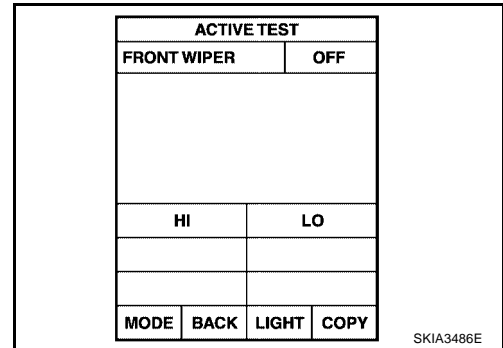 ACTIVE TEST
FRONT WIPER OFF
HI LO
MODE BACK LIGHT COPY
SKIA3486E